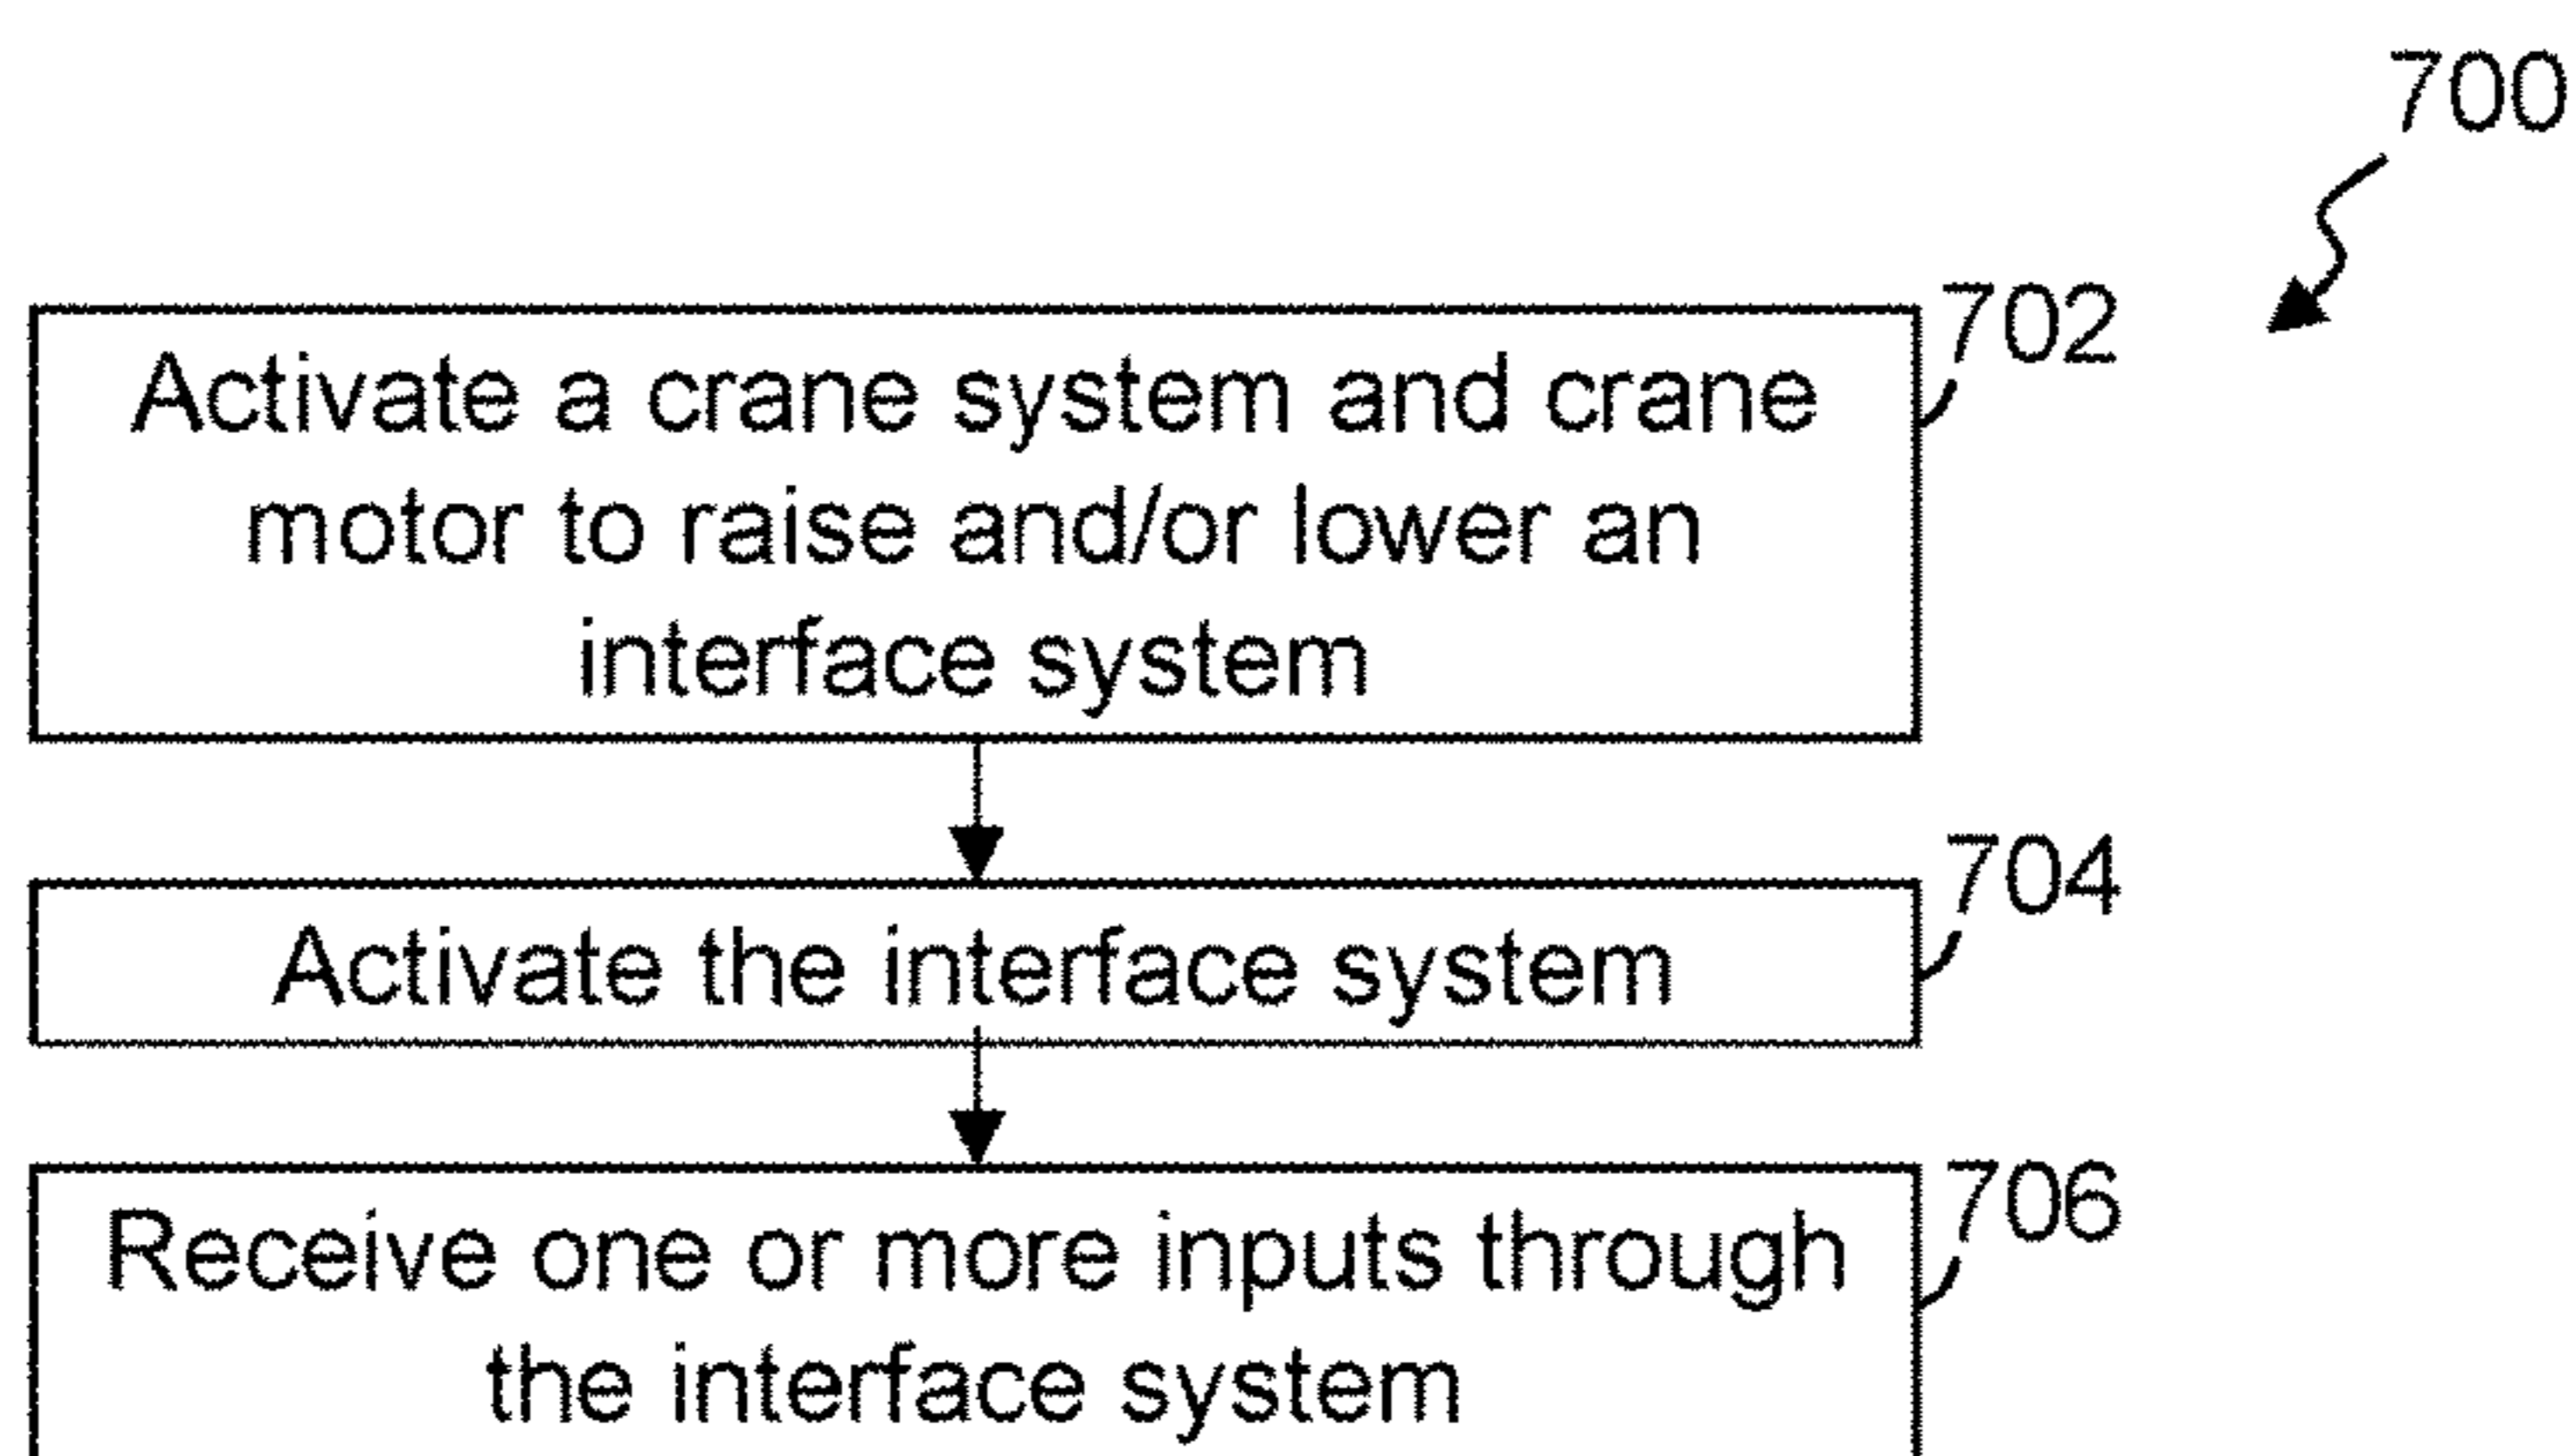 700
702
Activate a crane system and crane
motor to raise and/or lower an
interface system
704
Activate the interface system
706
Receive one or more inputs through
the interface system